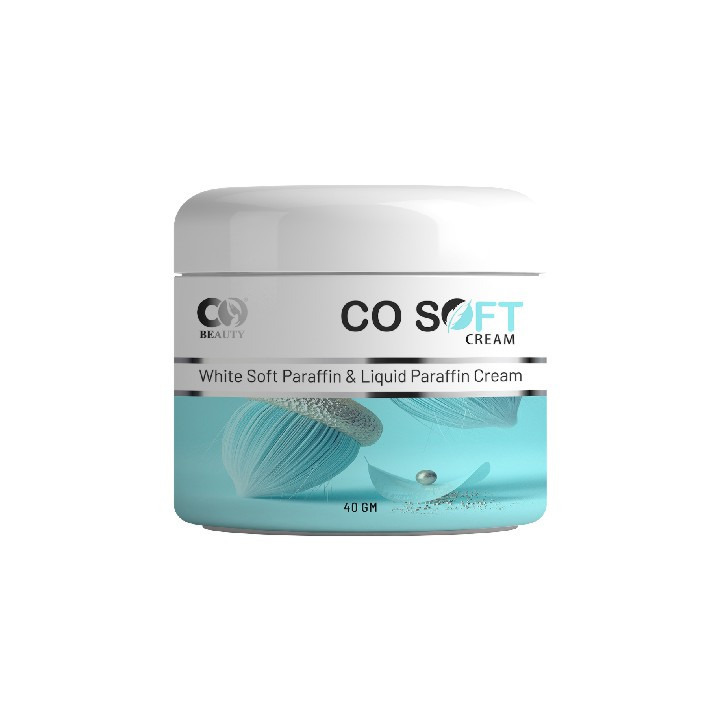 CO
BEAUTY
CO SOFT
CREAM
White Soft Paraffin & Liquid Paraffin Cream
40 GM